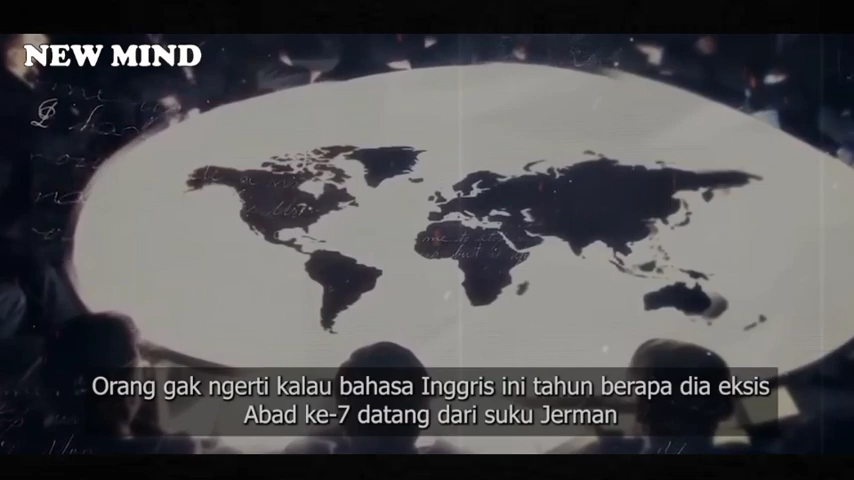 NEW MIND
Orang gak ngerti kalau bahasa Inggris ini tahun berapa dia eksis
Abad ke-7 datang dari suku Jerman